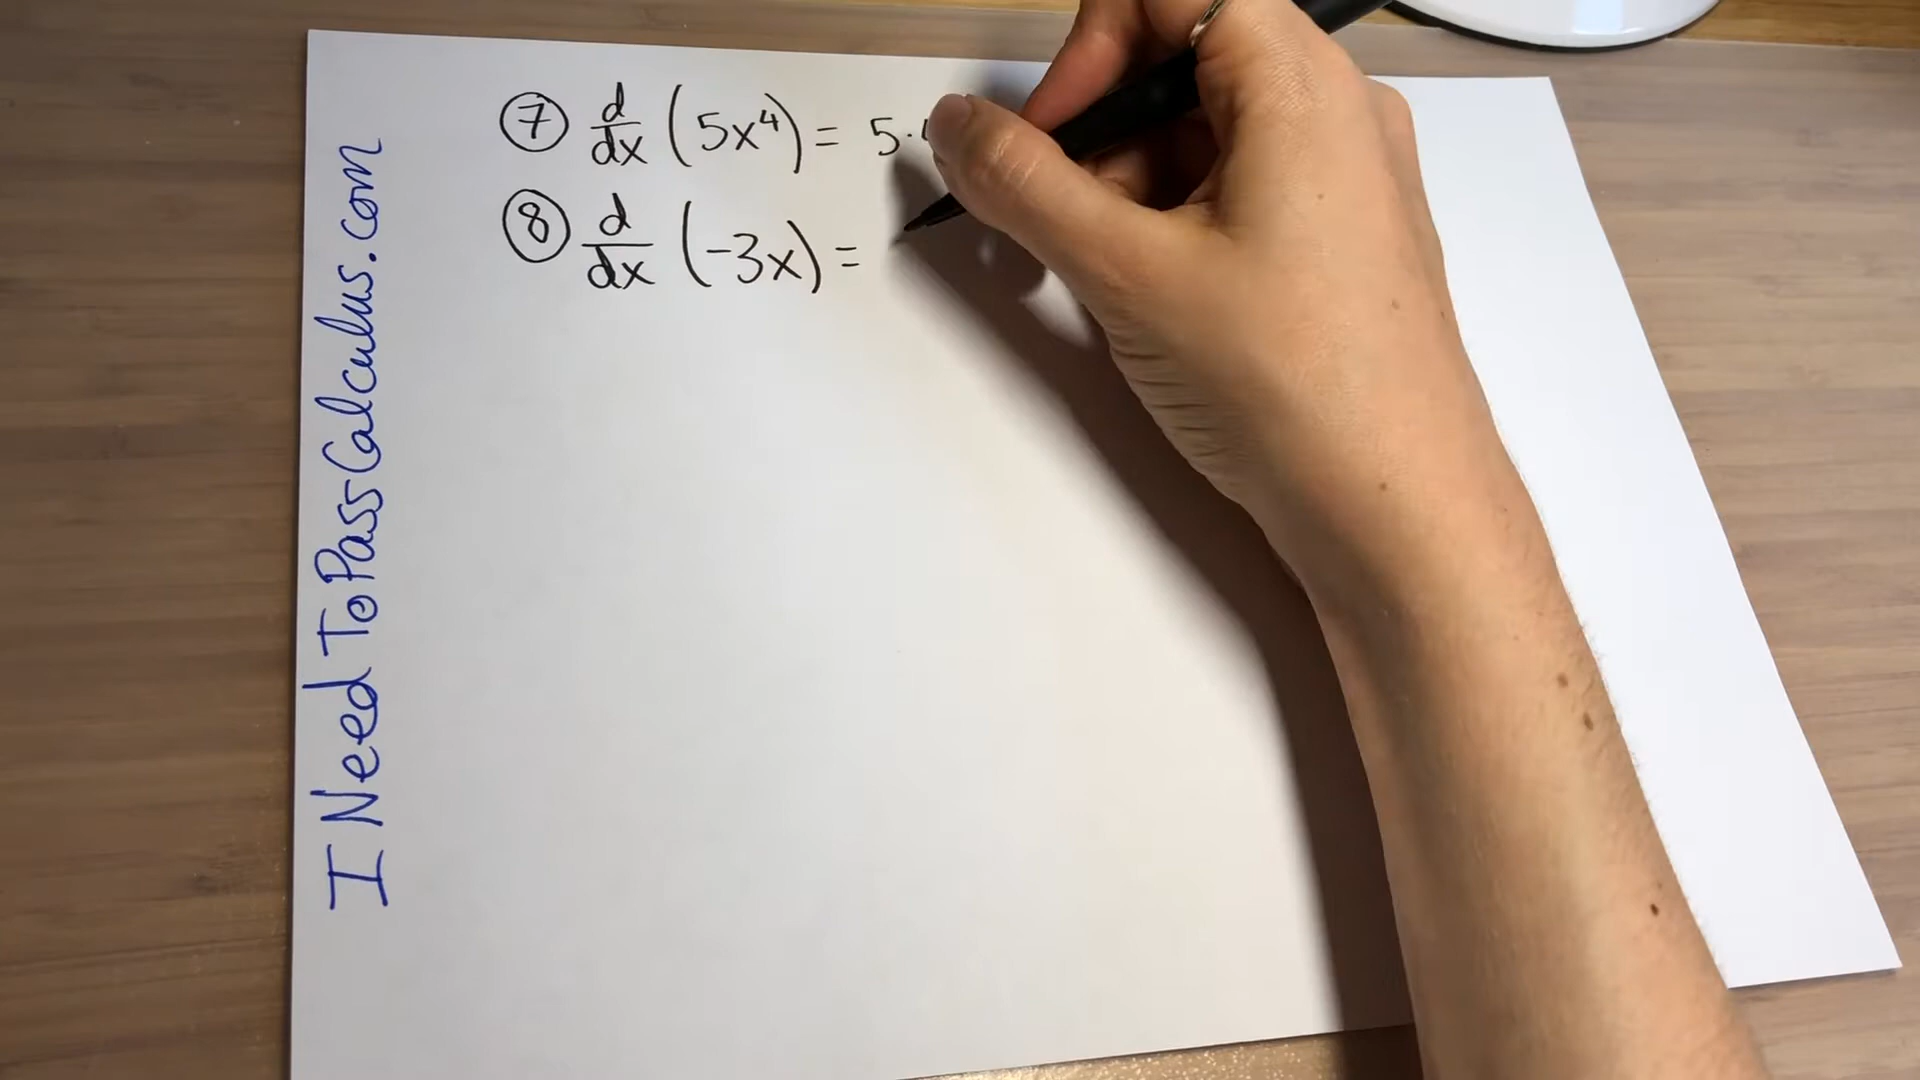 ⑦ d/dx (5x⁴) = 5·
⑧ d/dx (-3x) =
I Need To Pass Calculus.com